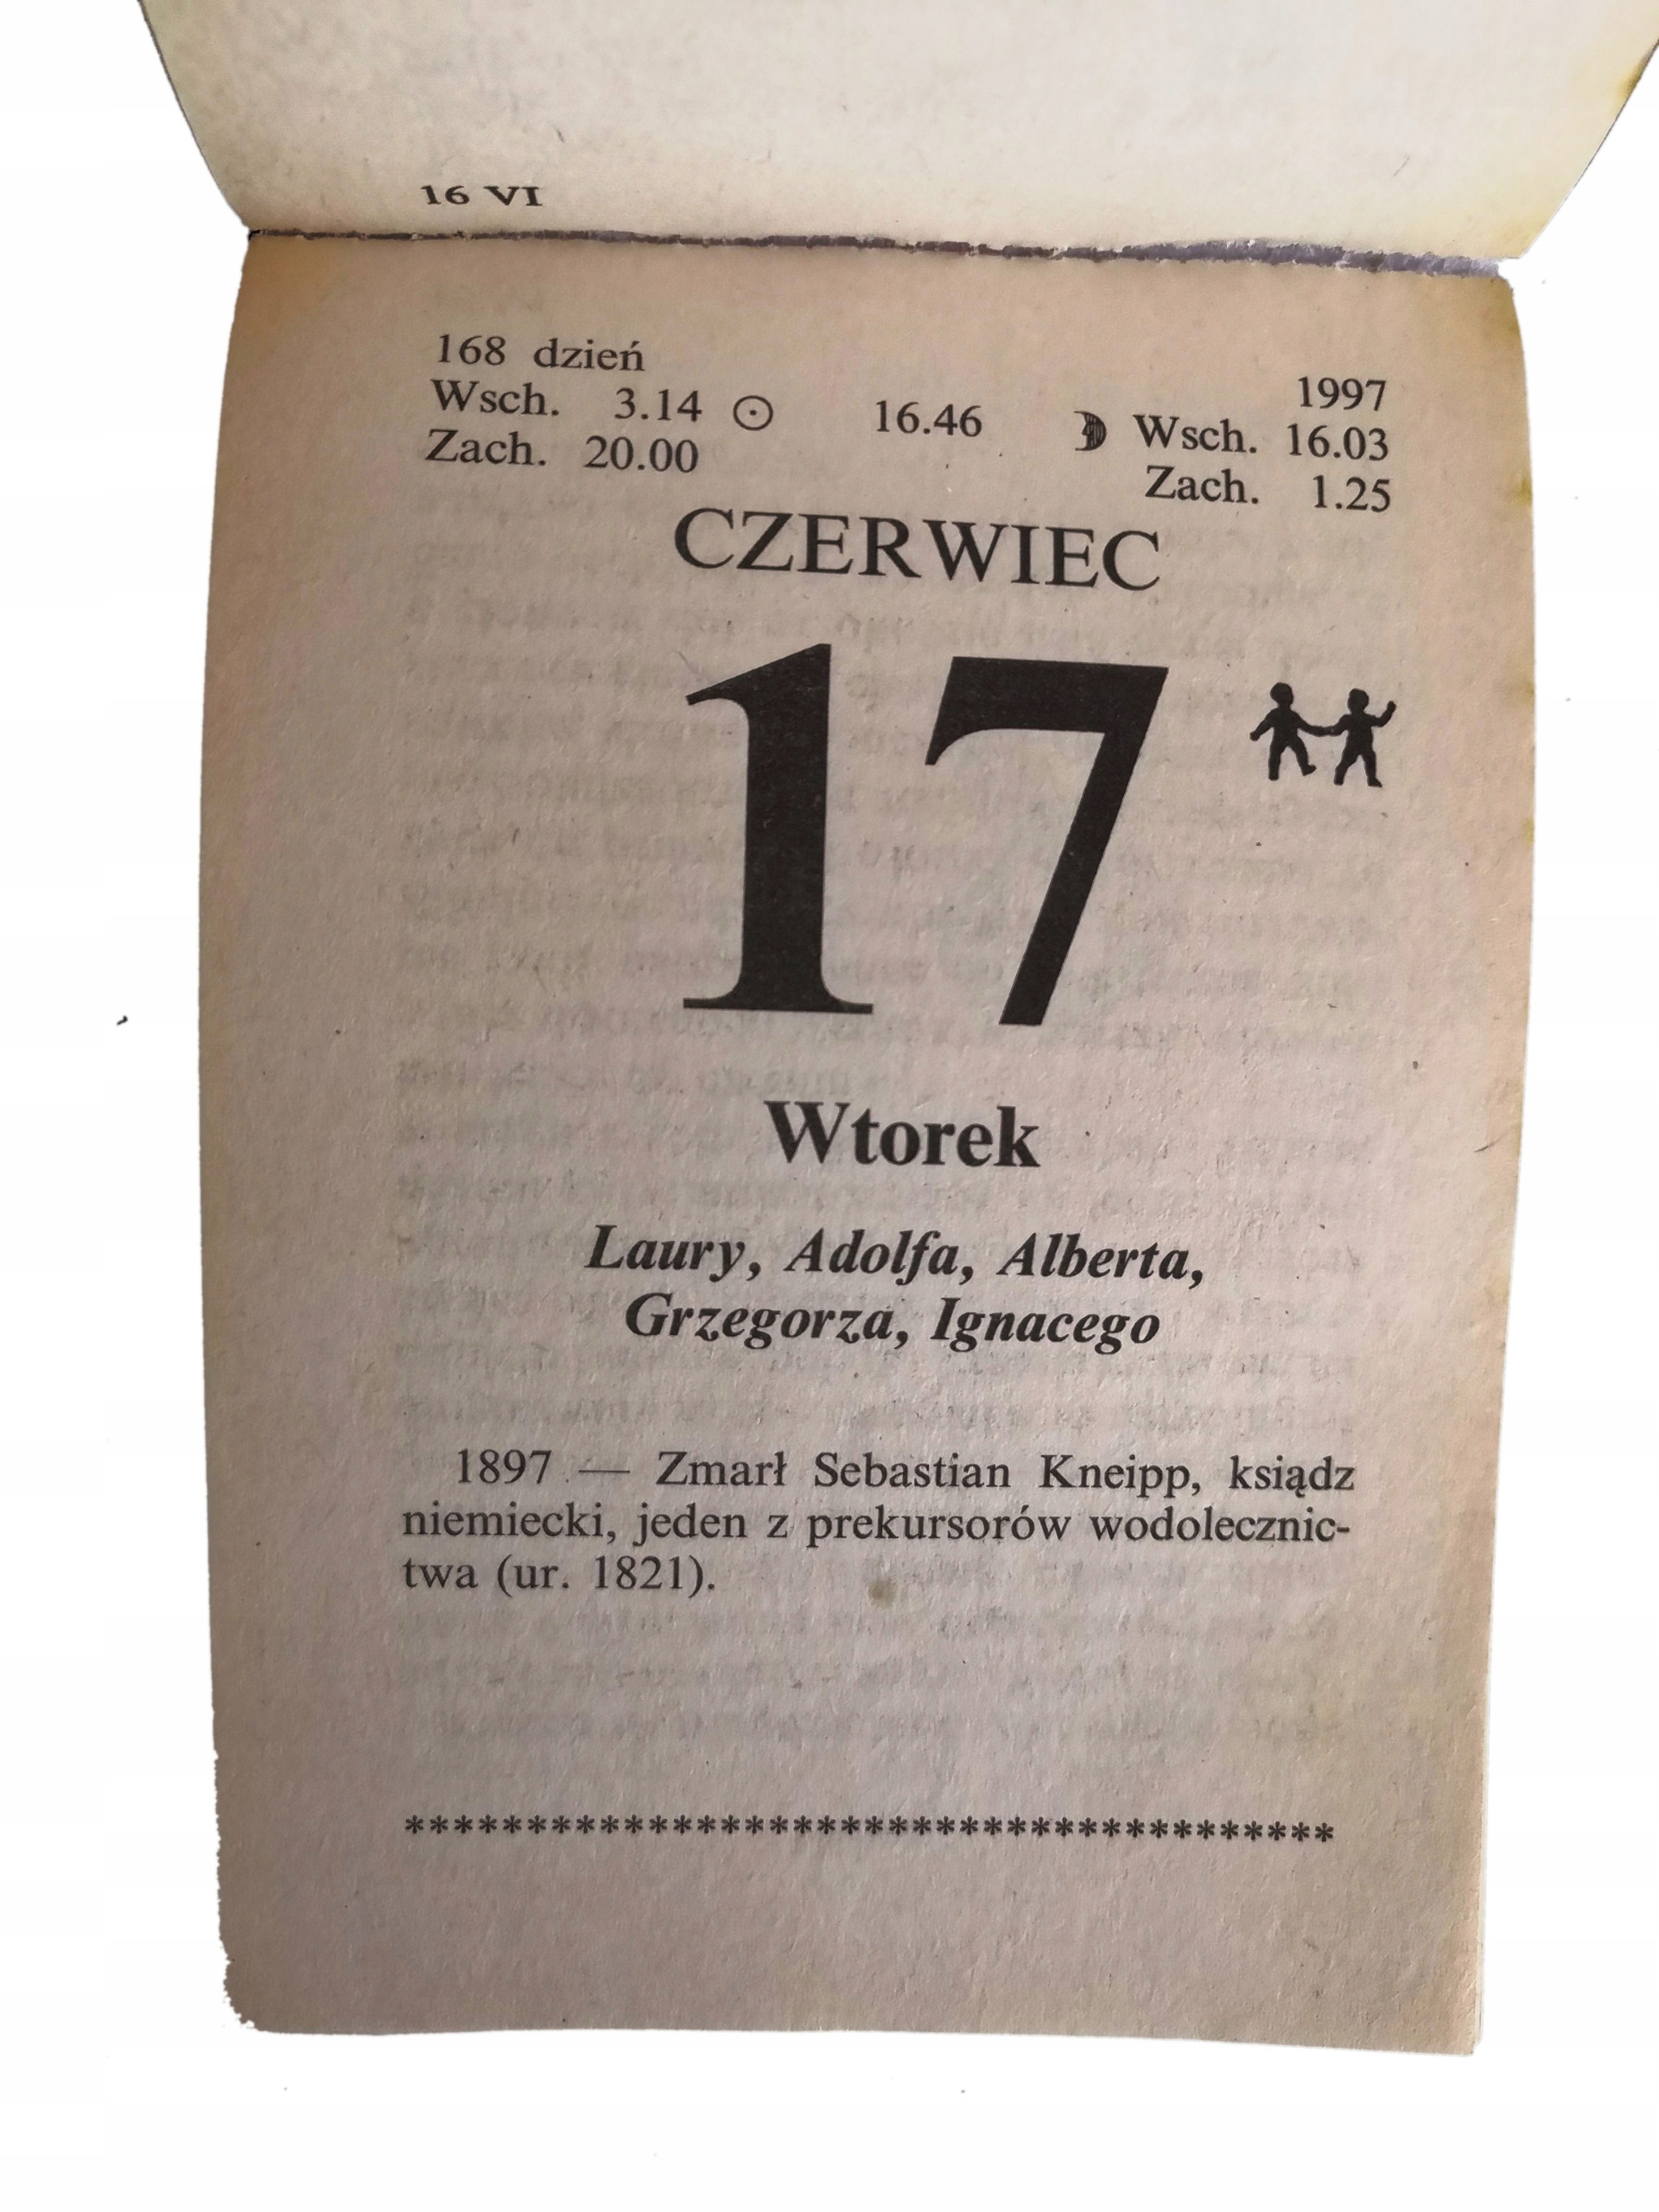 16 VI
168 dzień
1997
Wsch. 3.14 ☉ 16.46 Wsch. 16.03
Zach. 20.00 Zach. 1.25
CZERWIEC
17
Wtorek
Laury, Adolfa, Alberta,
Grzegorza, Ignacego
1897 — Zmarł Sebastian Kneipp, ksiądz
niemiecki, jeden z prekursorów wodolecznic-
twa (ur. 1821).
**************************************